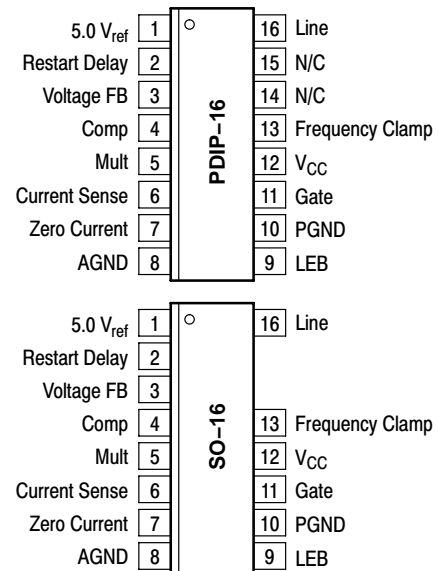 5.0 Vref 1 16 Line
Restart Delay 2 15 N/C
Voltage FB 3 14 N/C
Comp 4 13 Frequency Clamp
Mult 5 12 VCC
Current Sense 6 11 Gate
Zero Current 7 10 PGND
AGND 8 9 LEB
PDIP–16
5.0 Vref 1 16 Line
Restart Delay 2
Voltage FB 3
Comp 4 13 Frequency Clamp
Mult 5 12 VCC
Current Sense 6 11 Gate
Zero Current 7 10 PGND
AGND 8 9 LEB
SO–16